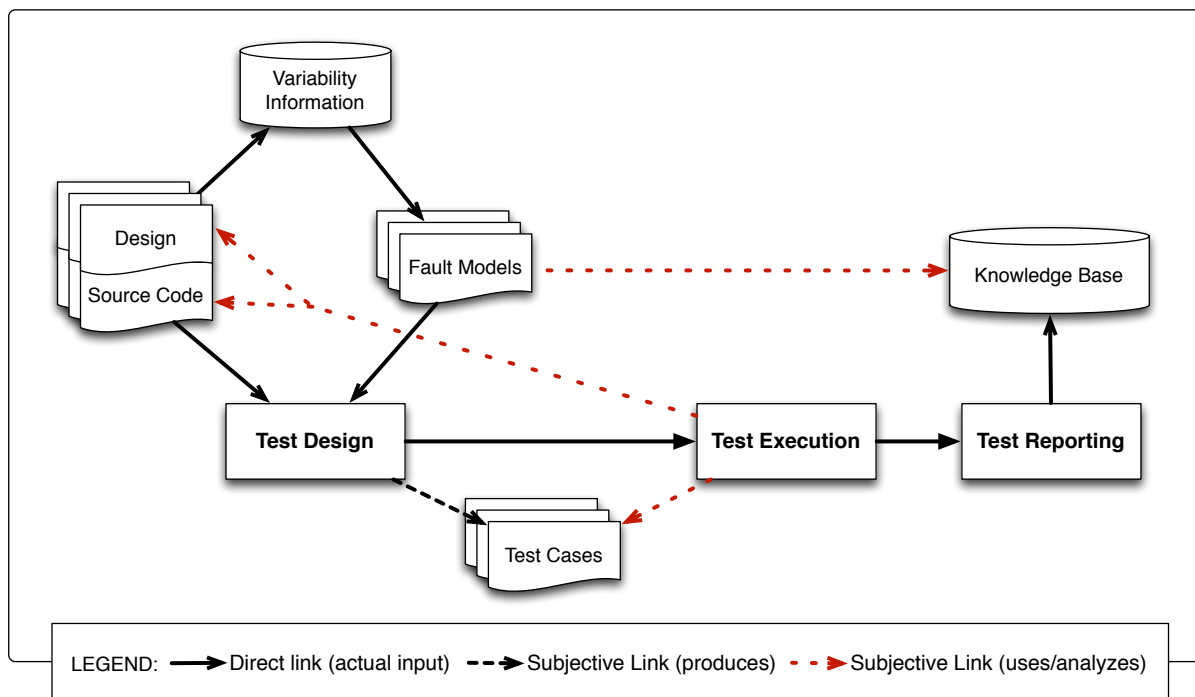 Variability
Information
Design
Source Code
Fault Models
Knowledge Base
Test Design
Test Execution
Test Reporting
Test Cases
LEGEND: Direct link (actual input) Subjective Link (produces) Subjective Link (uses/analyzes)